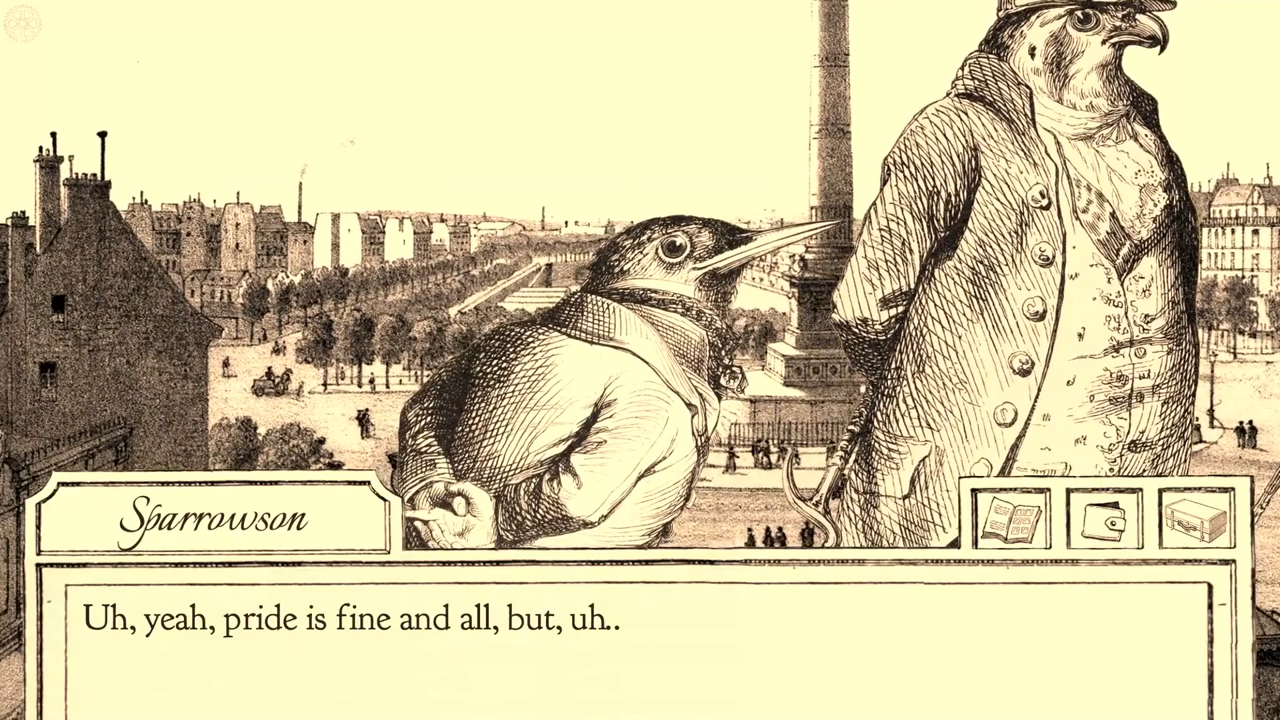 Sparrowson
Uh, yeah, pride is fine and all, but, uh..